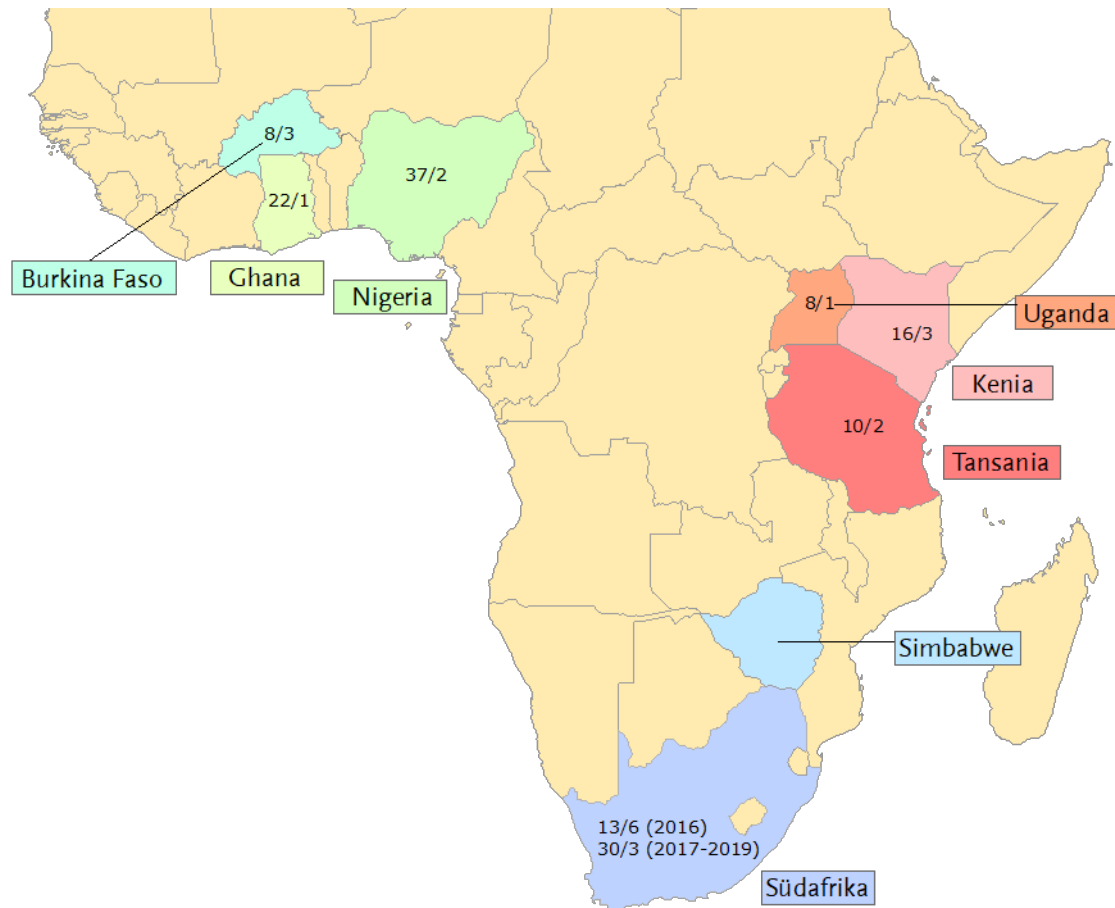 8/3
37/2
22/1
Burkina Faso
Ghana
Nigeria
8/1
Uganda
16/3
Kenia
10/2
Tansania
Simbabwe
13/6 (2016)
30/3 (2017-2019)
Südafrika